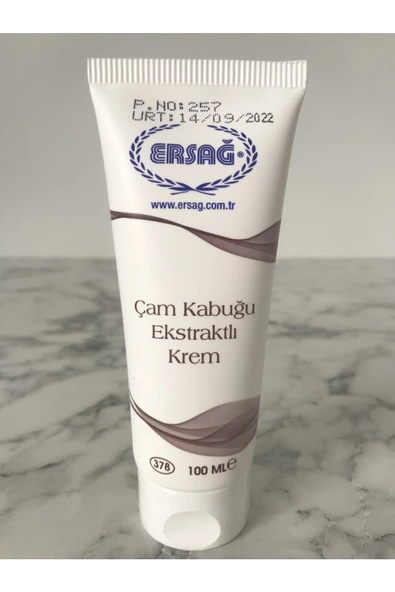 P.NO:257
URT:14/09/2022
ERSAĞ®
www.ersag.com.tr
Çam Kabuğu
Ekstraktlı
Krem
378 100 ML℮